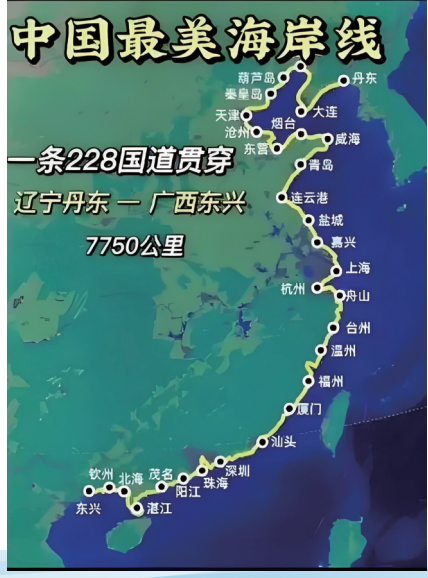 中国最美海岸线
葫芦岛
丹东
秦皇岛
天津
大连
沧州
烟台
东营
威海
一条228国道贯穿
青岛
辽宁丹东 — 广西东兴
连云港
盐城
7750公里
嘉兴
上海
杭州
舟山
台州
温州
福州
厦门
汕头
深圳
珠海
钦州
北海
茂名
阳江
东兴
湛江